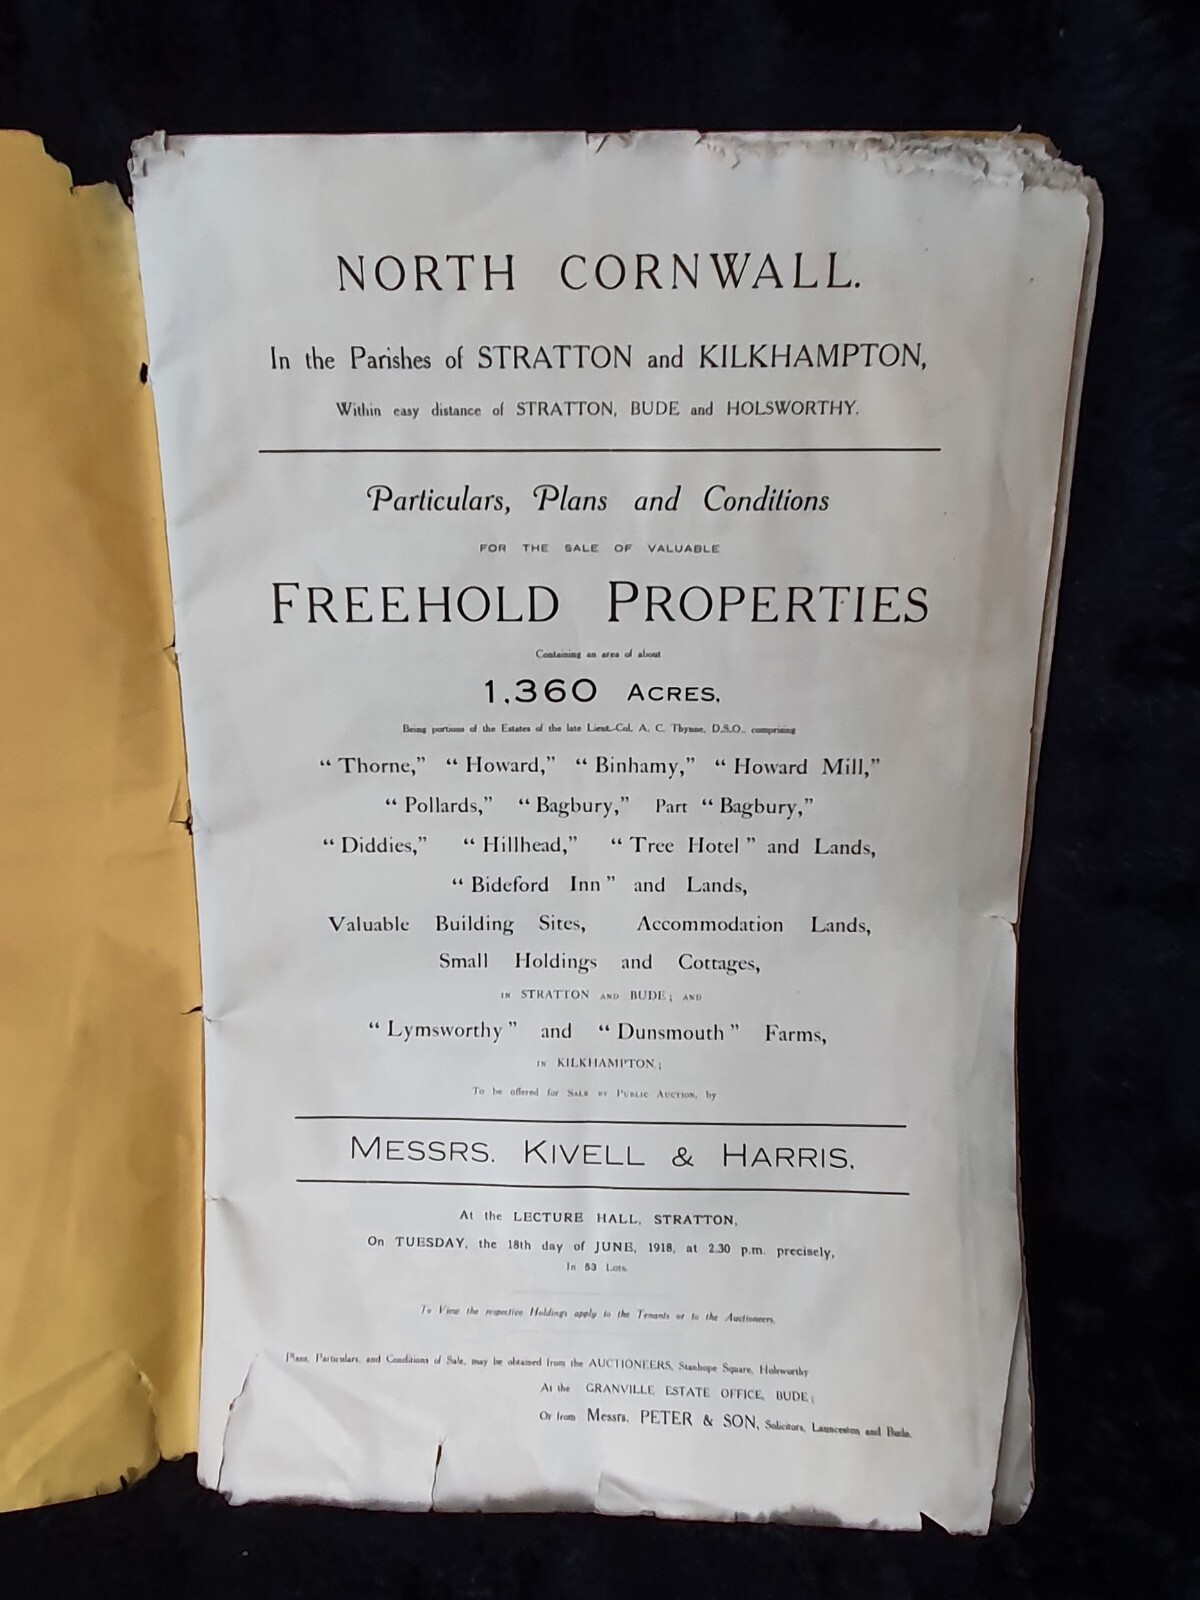 NORTH CORNWALL.
In the Parishes of STRATTON and KILKHAMPTON,
Within easy distance of STRATTON, BUDE and HOLSWORTHY.
Particulars, Plans and Conditions
FOR THE SALE OF VALUABLE
FREEHOLD PROPERTIES
Containing an area of about
1,360 ACRES,
Being portions of the Estates of the late Lieut.-Col. A. C. Thynne, D.S.O., comprising
“Thorne,” “Howard,” “Binhamy,” “Howard Mill,”
“Pollards,” “Bagbury,” Part “Bagbury,”
“Diddies,” “Hillhead,” “Tree Hotel” and Lands,
“Bideford Inn” and Lands,
Valuable Building Sites, Accommodation Lands,
Small Holdings and Cottages,
IN STRATTON AND BUDE; AND
“Lymsworthy” and “Dunsmouth” Farms,
IN KILKHAMPTON;
To be offered for SALE BY PUBLIC AUCTION, by
MESSRS. KIVELL & HARRIS,
At the LECTURE HALL, STRATTON,
On TUESDAY, the 18th day of JUNE, 1918, at 2.30 p.m. precisely,
In 53 Lots.
To View the respective Holdings apply to the Tenants or to the Auctioneers.
Plans, Particulars, and Conditions of Sale, may be obtained from the AUCTIONEERS, Stanhope Square, Holsworthy
At the GRANVILLE ESTATE OFFICE, BUDE;
Or from Messrs. PETER & SON, Solicitors, Launceston and Bude.